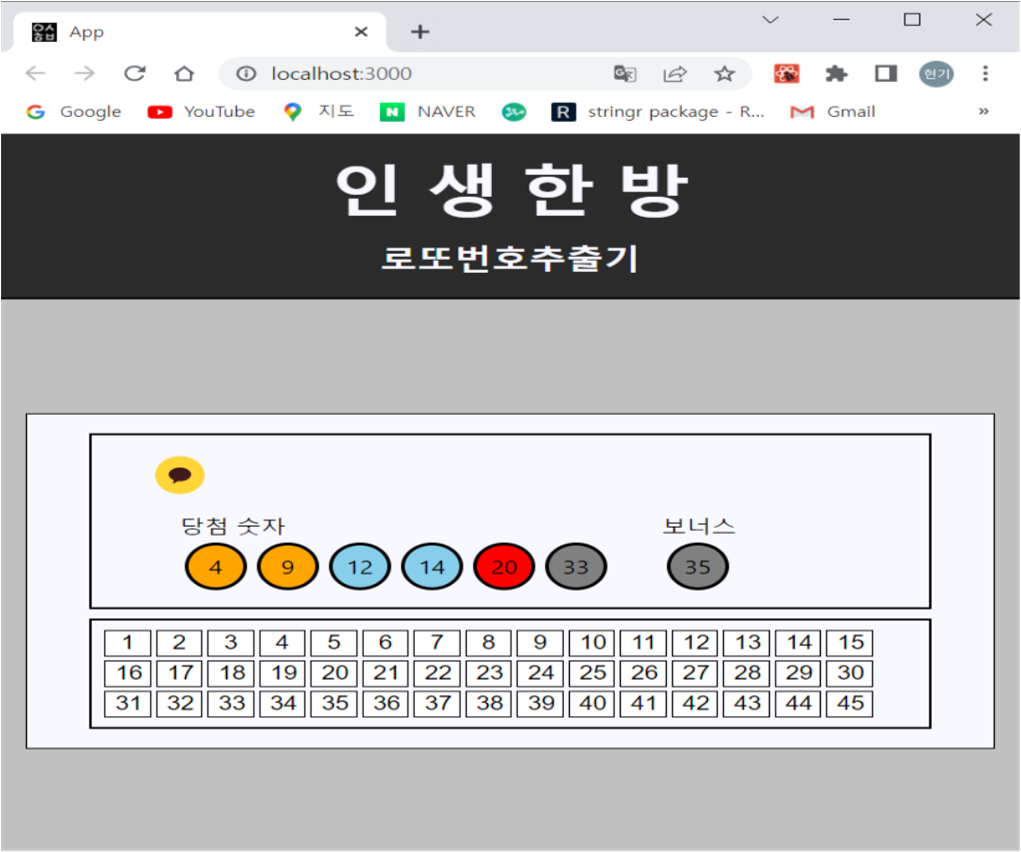 App
localhost:3000
현기
Google YouTube 지도 NAVER stringr package - R... Gmail »
인 생 한 방
로또번호추출기
당첨 숫자 보너스
4 9 12 14 20 33 35
1 2 3 4 5 6 7 8 9 10 11 12 13 14 15
16 17 18 19 20 21 22 23 24 25 26 27 28 29 30
31 32 33 34 35 36 37 38 39 40 41 42 43 44 45